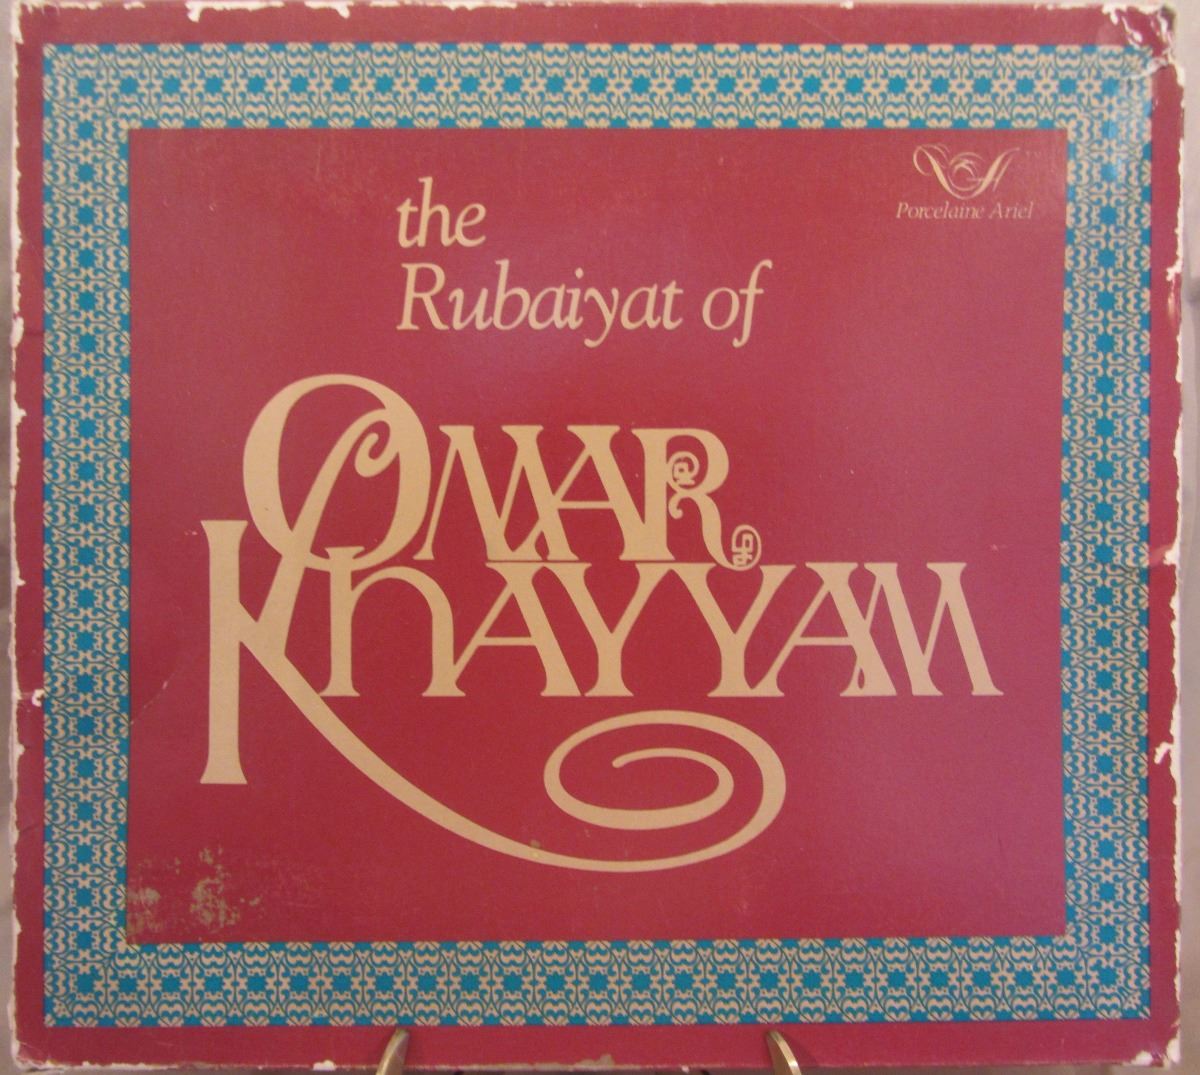 Porcelaine Ariel
the
Rubaiyat of
OMAR
KhAYYAM